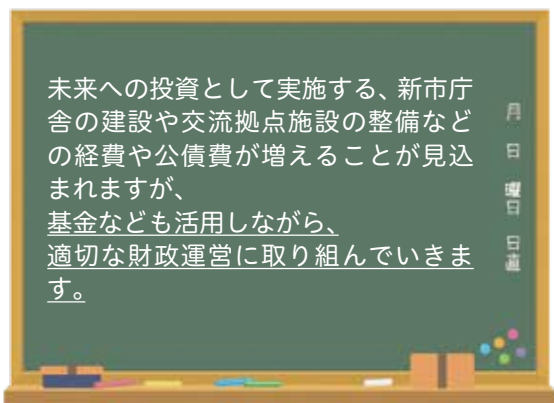 未来への投資として実施する、新市庁
舎の建設や交流拠点施設の整備など
の経費や公債費が増えることが見込
まれますが、
基金なども活用しながら、
適切な財政運営に取り組んでいきま
す。
月 日 曜日 日直